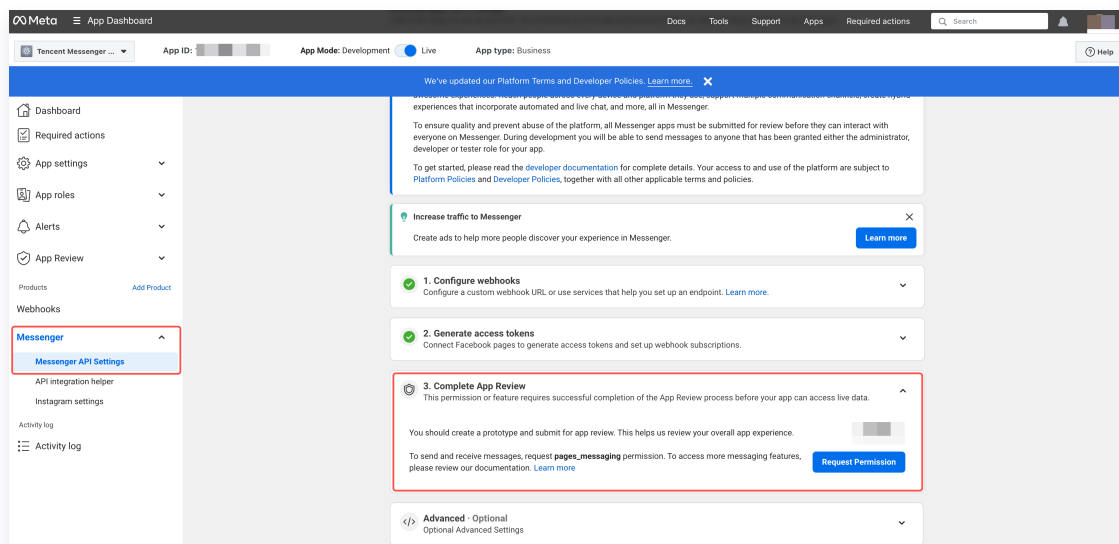 Meta
App Dashboard
Docs
Tools
Support
Apps
Required actions
Search
Tencent Messenger ...
App ID:
App Mode: Development
Live
App type: Business
Help
We've updated our Platform Terms and Developer Policies. Learn more.
Dashboard
Required actions
App settings
App roles
Alerts
App Review
Products
Add Product
Webhooks
Messenger
Messenger API Settings
API integration helper
Instagram settings
Activity log
Activity log
experiences that incorporate automated and live chat, and more, all in Messenger.
To ensure quality and prevent abuse of the platform, all Messenger apps must be submitted for review before they can interact with
everyone on Messenger. During development you will be able to send messages to anyone that has been granted either the administrator,
developer or tester role for your app.
To get started, please read the developer documentation for complete details. Your access to and use of the platform are subject to
Platform Policies and Developer Policies, together with all other applicable terms and policies.
Increase traffic to Messenger
Create ads to help more people discover your experience in Messenger.
Learn more
1. Configure webhooks
Configure a custom webhook URL or use services that help you set up an endpoint. Learn more.
2. Generate access tokens
Connect Facebook pages to generate access tokens and set up webhook subscriptions.
3. Complete App Review
This permission or feature requires successful completion of the App Review process before your app can access live data.
You should create a prototype and submit for app review. This helps us review your overall app experience.
To send and receive messages, request pages_messaging permission. To access more messaging features,
please review our documentation. Learn more
Request Permission
Advanced · Optional
Optional Advanced Settings